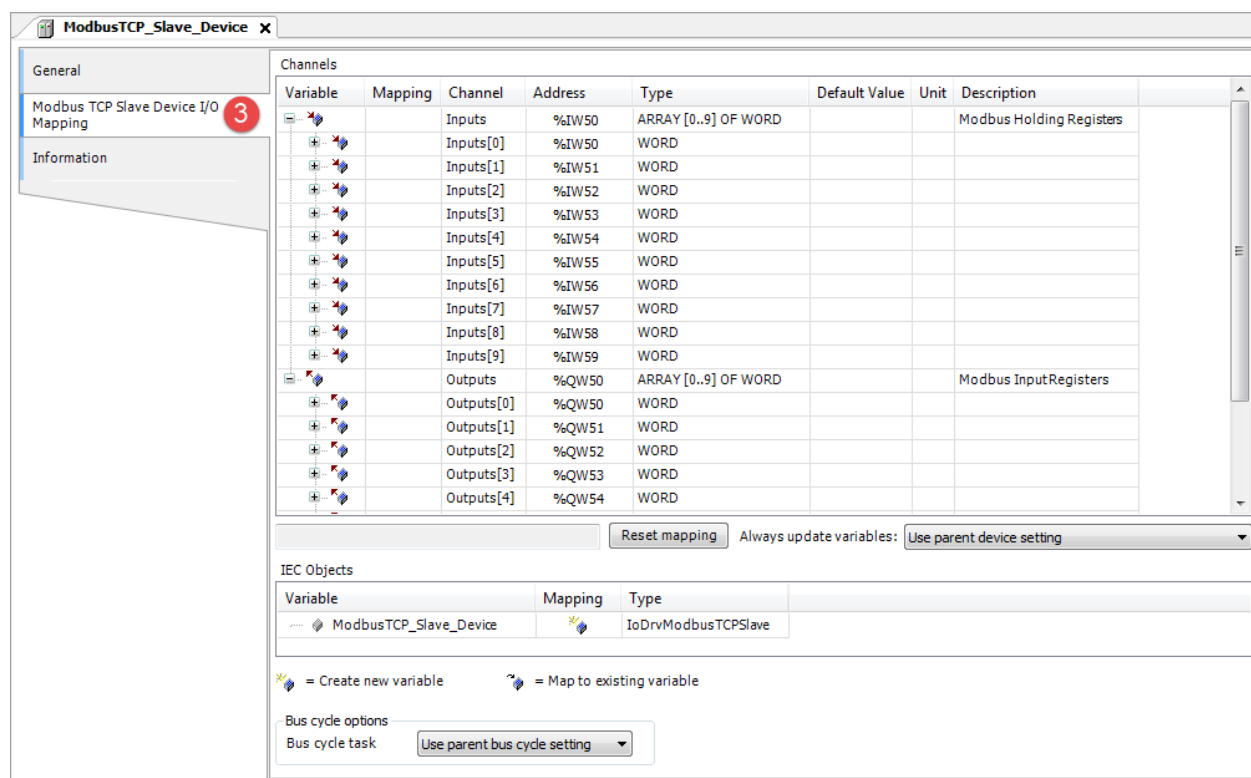 ModbusTCP_Slave_Device X
General
Modbus TCP Slave Device I/O
Mapping
3
Information
Channels
Variable Mapping Channel Address Type Default Value Unit Description
Inputs %IW50 ARRAY [0..9] OF WORD Modbus Holding Registers
Inputs[0] %IW50 WORD
Inputs[1] %IW51 WORD
Inputs[2] %IW52 WORD
Inputs[3] %IW53 WORD
Inputs[4] %IW54 WORD
Inputs[5] %IW55 WORD
Inputs[6] %IW56 WORD
Inputs[7] %IW57 WORD
Inputs[8] %IW58 WORD
Inputs[9] %IW59 WORD
Outputs %QW50 ARRAY [0..9] OF WORD Modbus InputRegisters
Outputs[0] %QW50 WORD
Outputs[1] %QW51 WORD
Outputs[2] %QW52 WORD
Outputs[3] %QW53 WORD
Outputs[4] %QW54 WORD
Reset mapping Always update variables: Use parent device setting
IEC Objects
Variable Mapping Type
ModbusTCP_Slave_Device IoDrvModbusTCPSlave
= Create new variable = Map to existing variable
Bus cycle options
Bus cycle task Use parent bus cycle setting